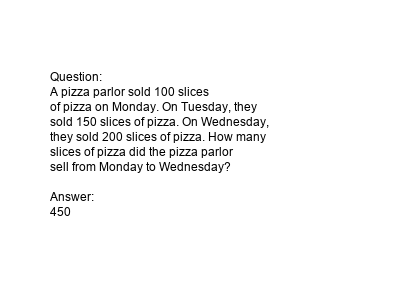 Question:
A pizza parlor sold 100 slices
of pizza on Monday. On Tuesday, they
sold 150 slices of pizza. On Wednesday,
they sold 200 slices of pizza. How many
slices of pizza did the pizza parlor
sell from Monday to Wednesday?

Answer:
450